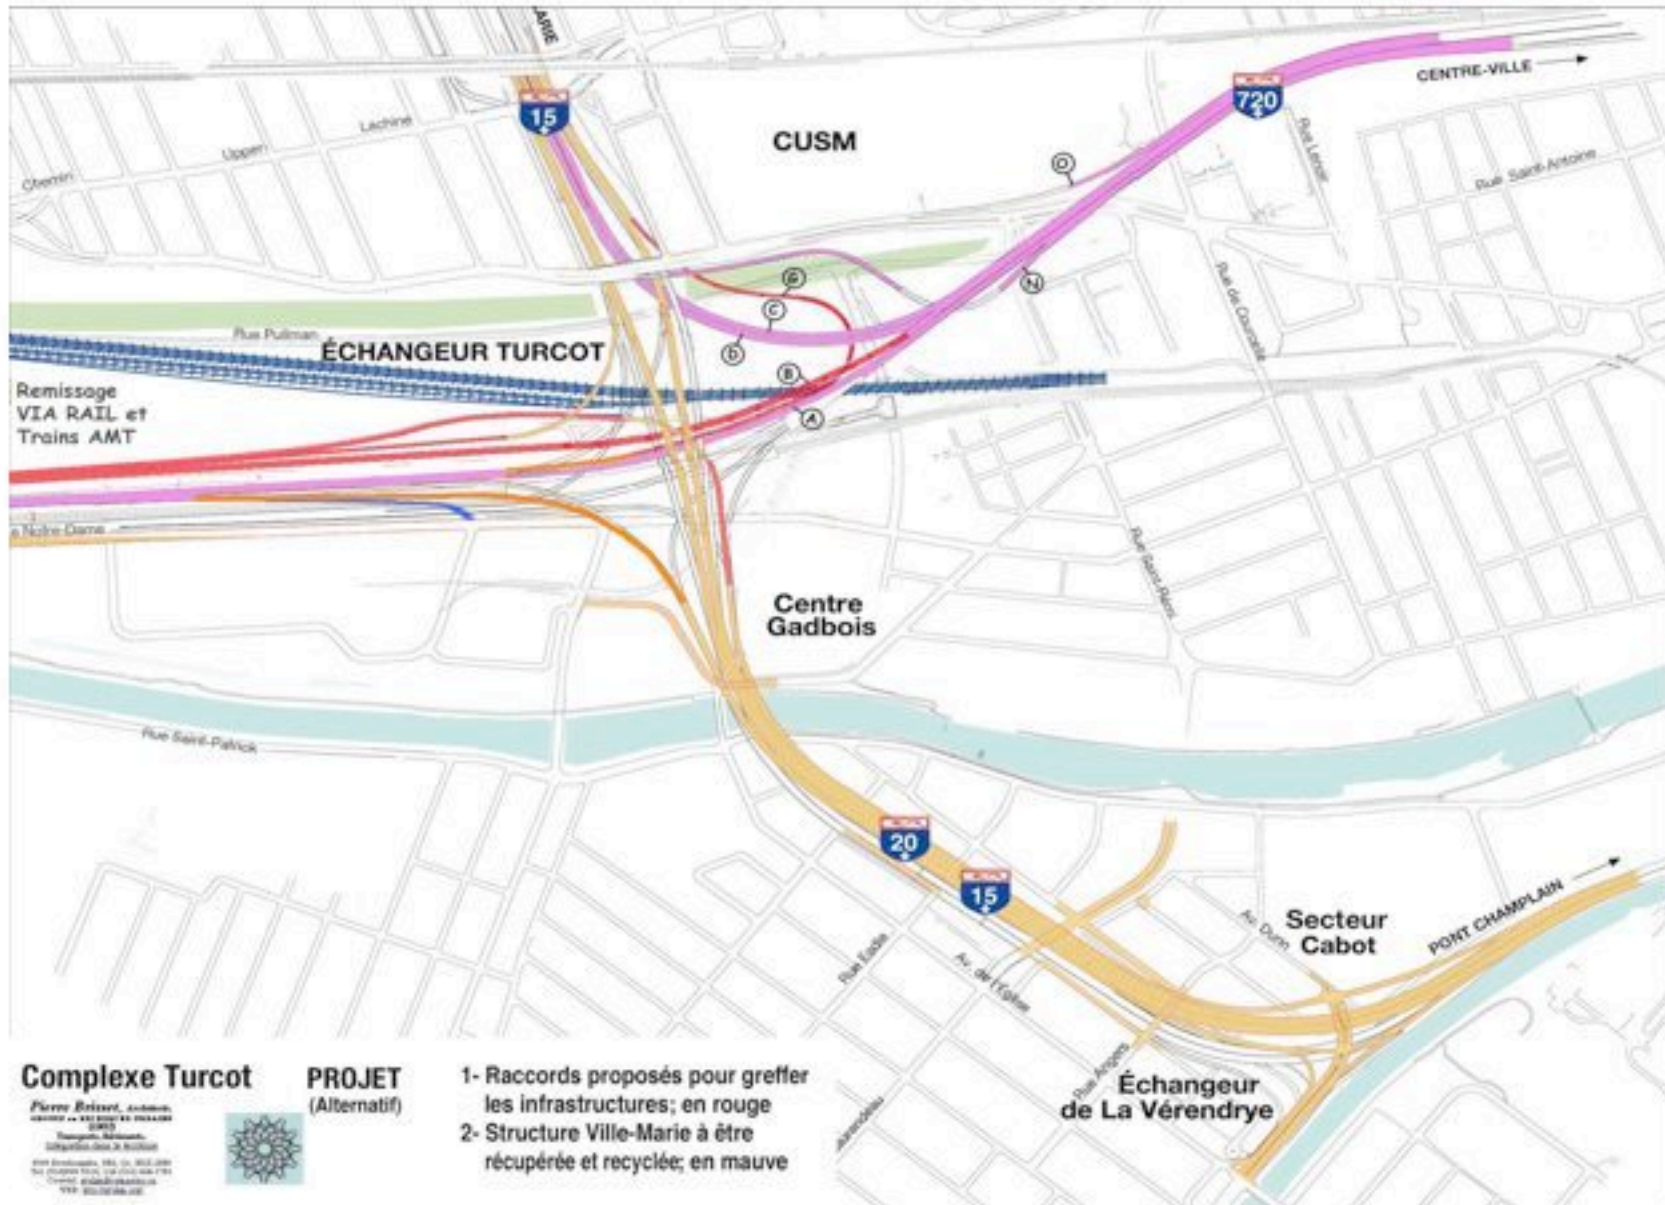 15
720
CENTRE-VILLE
CUSM
Chemin
Upper
Lachine
Rue Lenoir
Rue Saint-Antoine
O
G
C
D
N
B
A
Rue Pullman
ÉCHANGEUR TURCOT
Rue de Courcelle
Remissage
VIA RAIL et
Trains AMT
Notre-Dame
Rue Saint-Rémi
Centre
Gadbois
Rue Saint-Patrick
20
15
Rue Eadie
Av. de l'Église
Av. Dunn
Secteur
Cabot
PONT CHAMPLAIN
Rue Angers
Échangeur
de La Vérendrye
Complexe Turcot
PROJET
(Alternatif)
Pierre Brisset,
1- Raccords proposés pour greffer
les infrastructures; en rouge
2- Structure Ville-Marie à être
récupérée et recyclée; en mauve